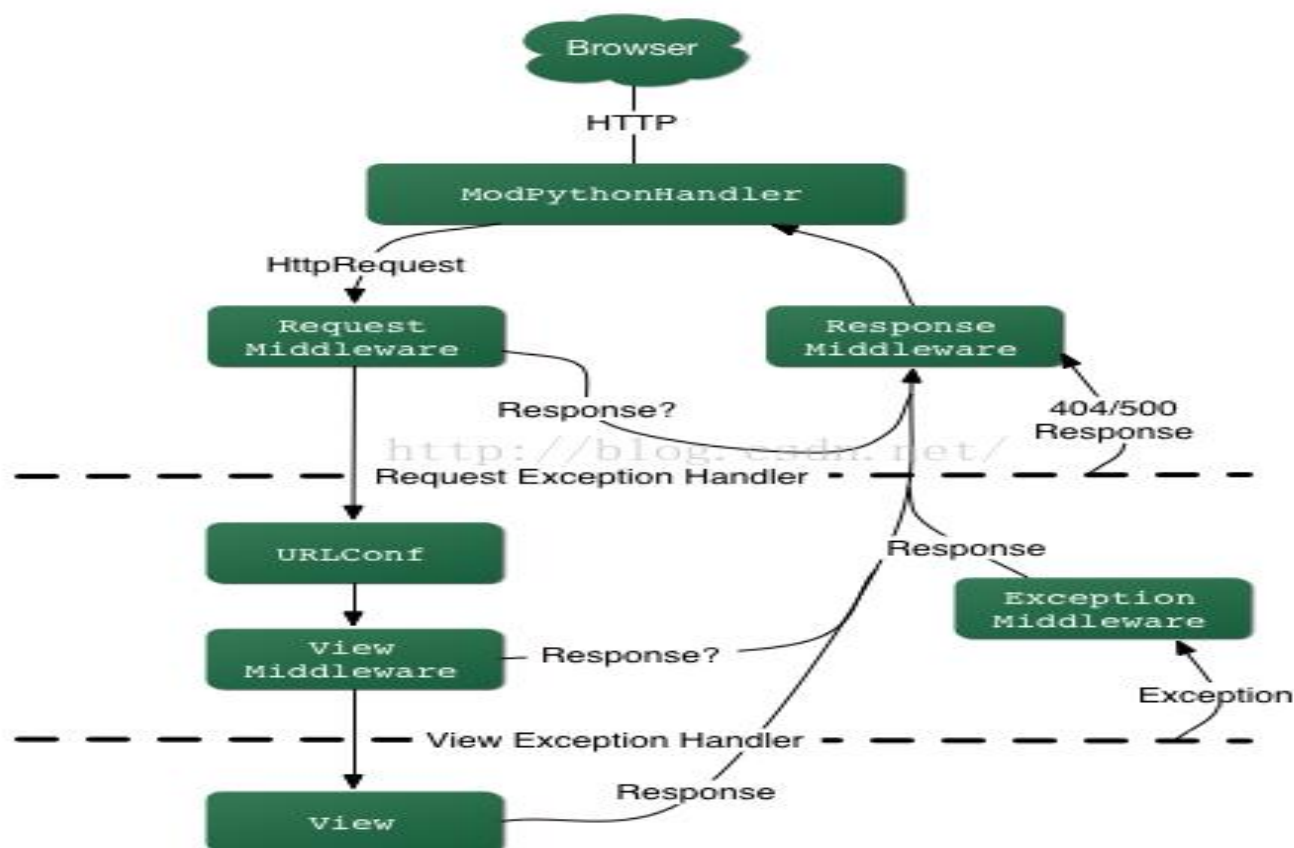 Browser
HTTP
ModPythonHandler
HttpRequest
Request
Middleware
Response
Middleware
Response?
404/500
Response
http://blog.csdn.net/
Request Exception Handler
URLConf
Response
Exception
Middleware
View
Middleware
Response?
Exception
View Exception Handler
Response
View